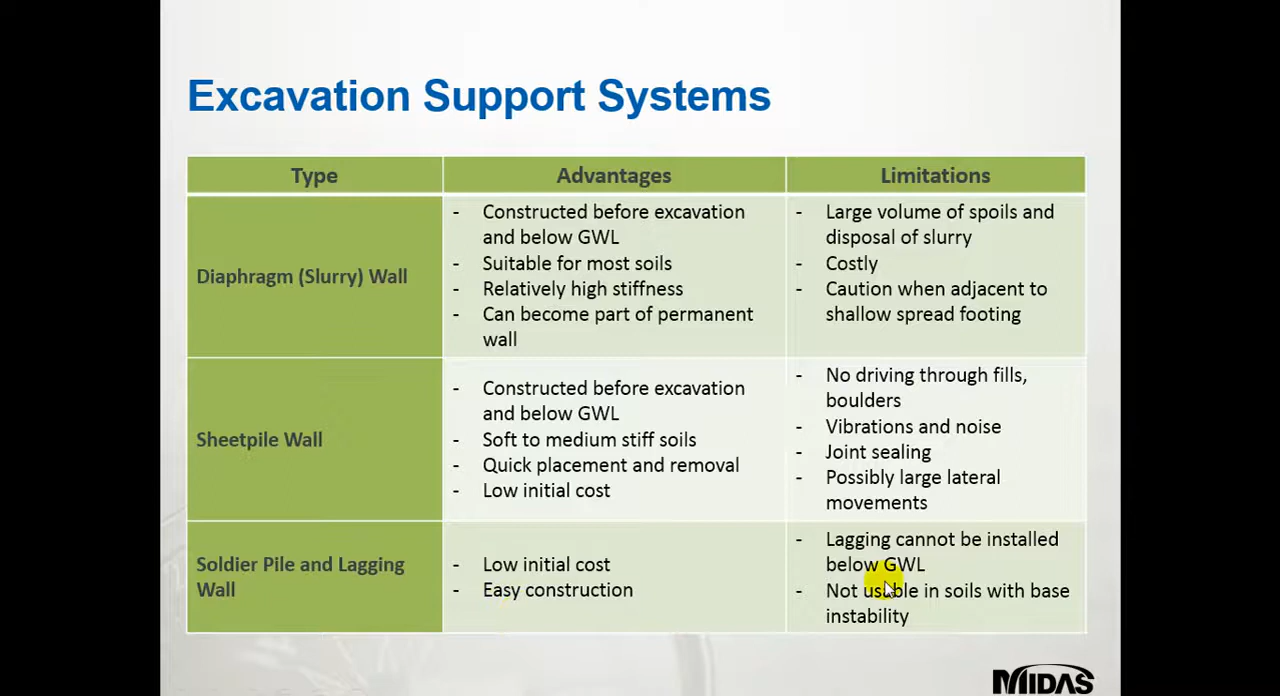 Excavation Support Systems
Type
Advantages
Limitations
Diaphragm (Slurry) Wall
- Constructed before excavation
and below GWL
- Suitable for most soils
- Relatively high stiffness
- Can become part of permanent
wall
- Large volume of spoils and
disposal of slurry
- Costly
- Caution when adjacent to
shallow spread footing
Sheetpile Wall
- Constructed before excavation
and below GWL
- Soft to medium stiff soils
- Quick placement and removal
- Low initial cost
- No driving through fills,
boulders
- Vibrations and noise
- Joint sealing
- Possibly large lateral
movements
Soldier Pile and Lagging
Wall
- Low initial cost
- Easy construction
- Lagging cannot be installed
below GWL
- Not usable in soils with base
instability
MIDAS